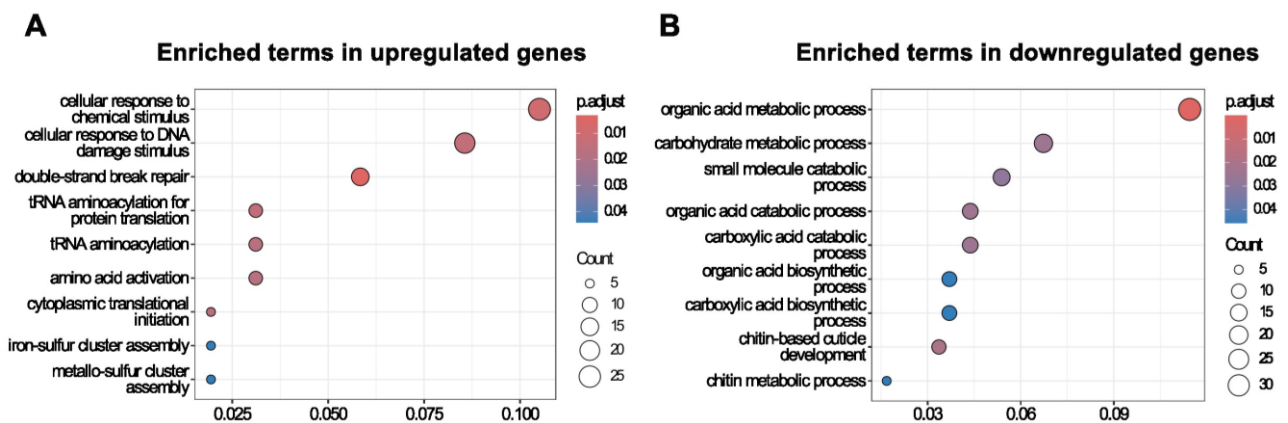 A
Enriched terms in upregulated genes
cellular response to
chemical stimulus
cellular response to DNA
damage stimulus
double-strand break repair
tRNA aminoacylation for
protein translation
tRNA aminoacylation
amino acid activation
cytoplasmic translational
initiation
iron-sulfur cluster assembly
metallo-sulfur cluster
assembly
0.025 0.050 0.075 0.100
p.adjust
0.01
0.02
0.03
0.04
Count
5
10
15
20
25
B
Enriched terms in downregulated genes
organic acid metabolic process
carbohydrate metabolic process
small molecule catabolic
process
organic acid catabolic process
carboxylic acid catabolic
process
organic acid biosynthetic
process
carboxylic acid biosynthetic
process
chitin-based cuticle
development
chitin metabolic process
0.03 0.06 0.09
p.adjust
0.01
0.02
0.03
0.04
Count
5
10
15
20
25
30